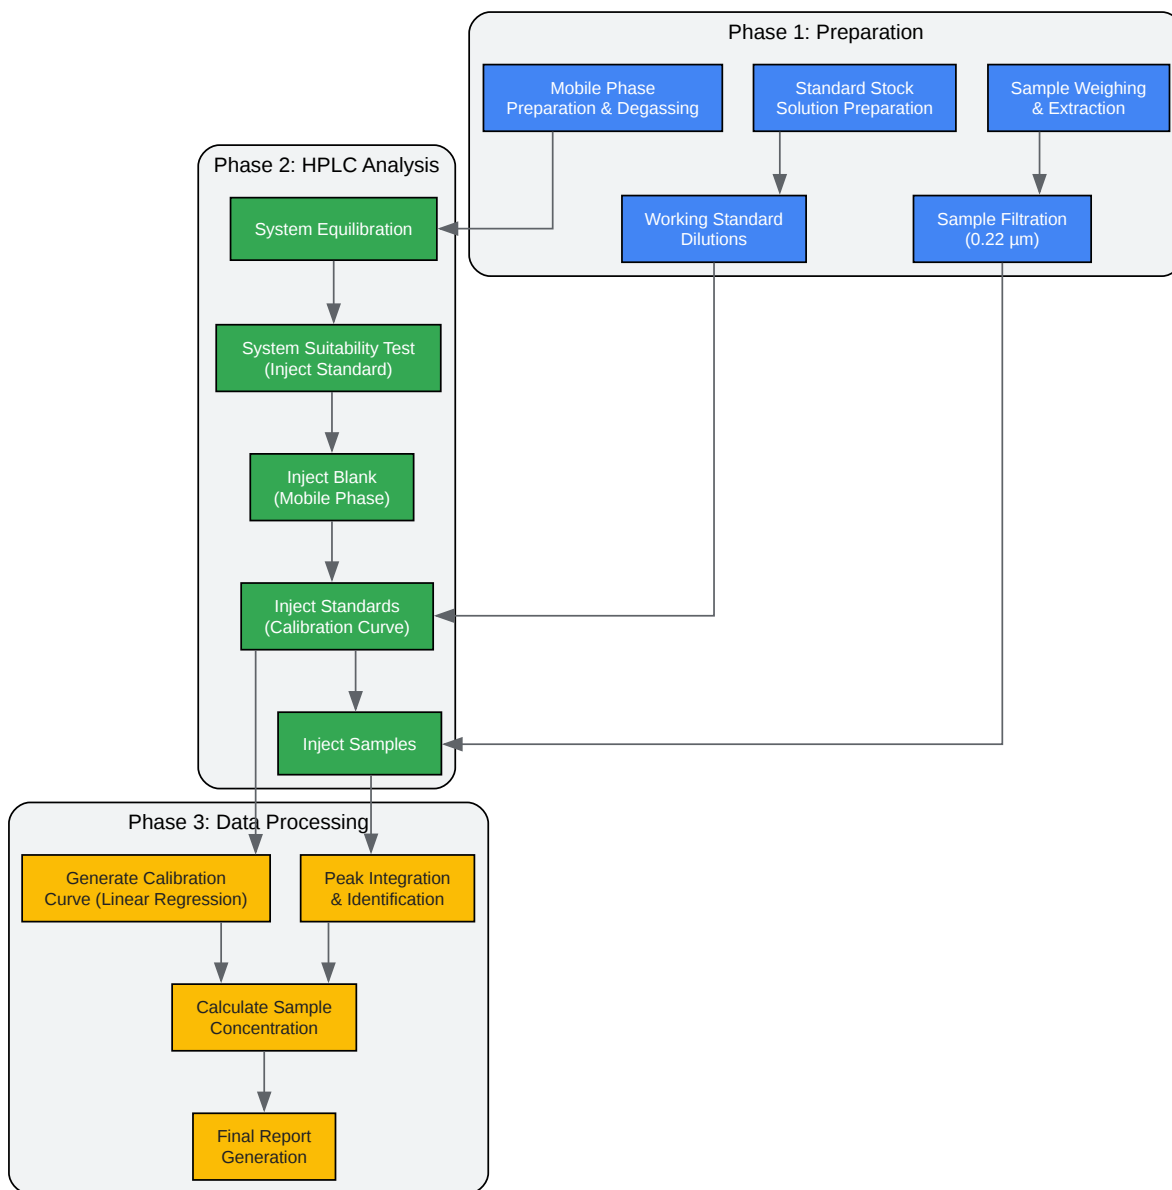 Phase 1: Preparation
Mobile Phase
Preparation & Degassing
Standard Stock
Solution Preparation
Sample Weighing
& Extraction
Working Standard
Dilutions
Sample Filtration
(0.22 µm)
Phase 2: HPLC Analysis
System Equilibration
System Suitability Test
(Inject Standard)
Inject Blank
(Mobile Phase)
Inject Standards
(Calibration Curve)
Inject Samples
Phase 3: Data Processing
Generate Calibration
Curve (Linear Regression)
Peak Integration
& Identification
Calculate Sample
Concentration
Final Report
Generation